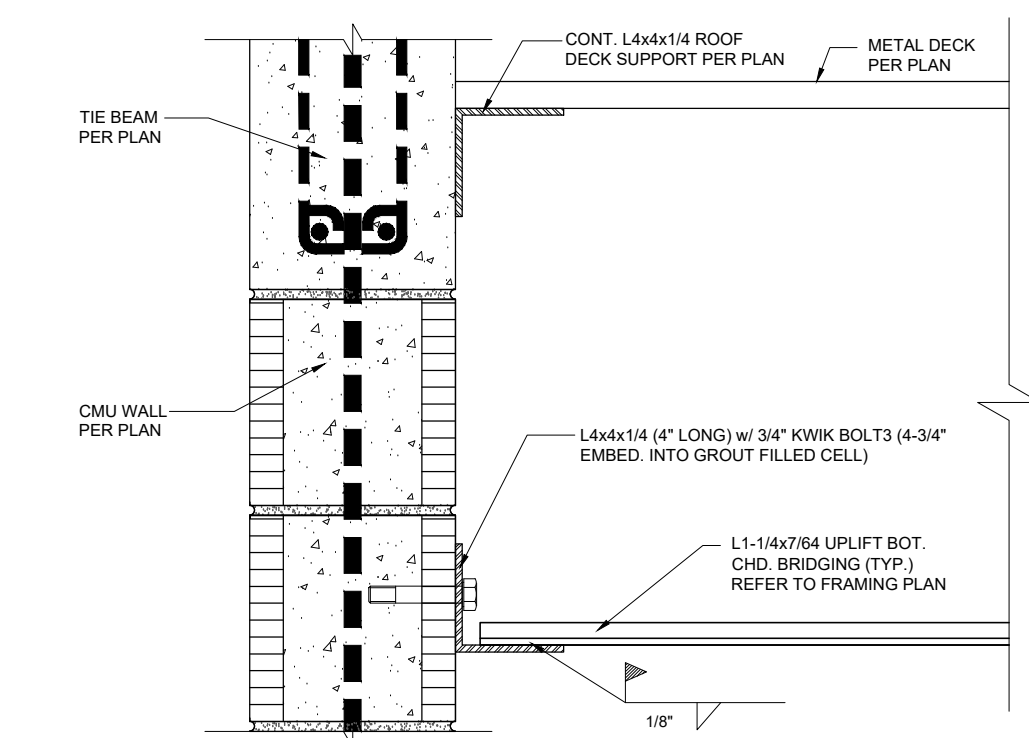 CONT. L4x4x1/4 ROOF
DECK SUPPORT PER PLAN
METAL DECK
PER PLAN
TIE BEAM
PER PLAN
CMU WALL
PER PLAN
L4x4x1/4 (4" LONG) w/ 3/4" KWIK BOLT3 (4-3/4"
EMBED. INTO GROUT FILLED CELL)
L1-1/4x7/64 UPLIFT BOT.
CHD. BRIDGING (TYP.)
REFER TO FRAMING PLAN
1/8"